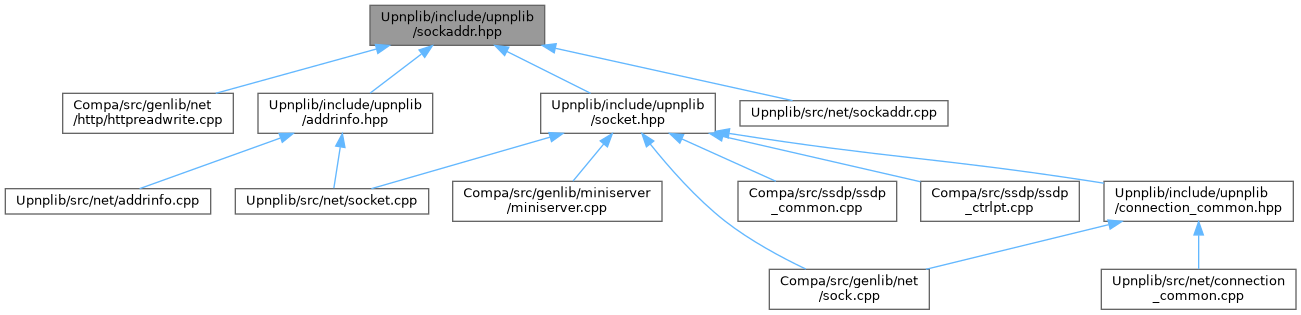 Upnplib/include/upnplib
/sockaddr.hpp
Compa/src/genlib/net
/http/httpreadwrite.cpp
Upnplib/include/upnplib
/addrinfo.hpp
Upnplib/include/upnplib
/socket.hpp
Upnplib/src/net/sockaddr.cpp
Upnplib/src/net/addrinfo.cpp
Upnplib/src/net/socket.cpp
Compa/src/genlib/miniserver
/miniserver.cpp
Compa/src/ssdp/ssdp
_common.cpp
Compa/src/ssdp/ssdp
_ctrlpt.cpp
Upnplib/include/upnplib
/connection_common.hpp
Compa/src/genlib/net
/sock.cpp
Upnplib/src/net/connection
_common.cpp